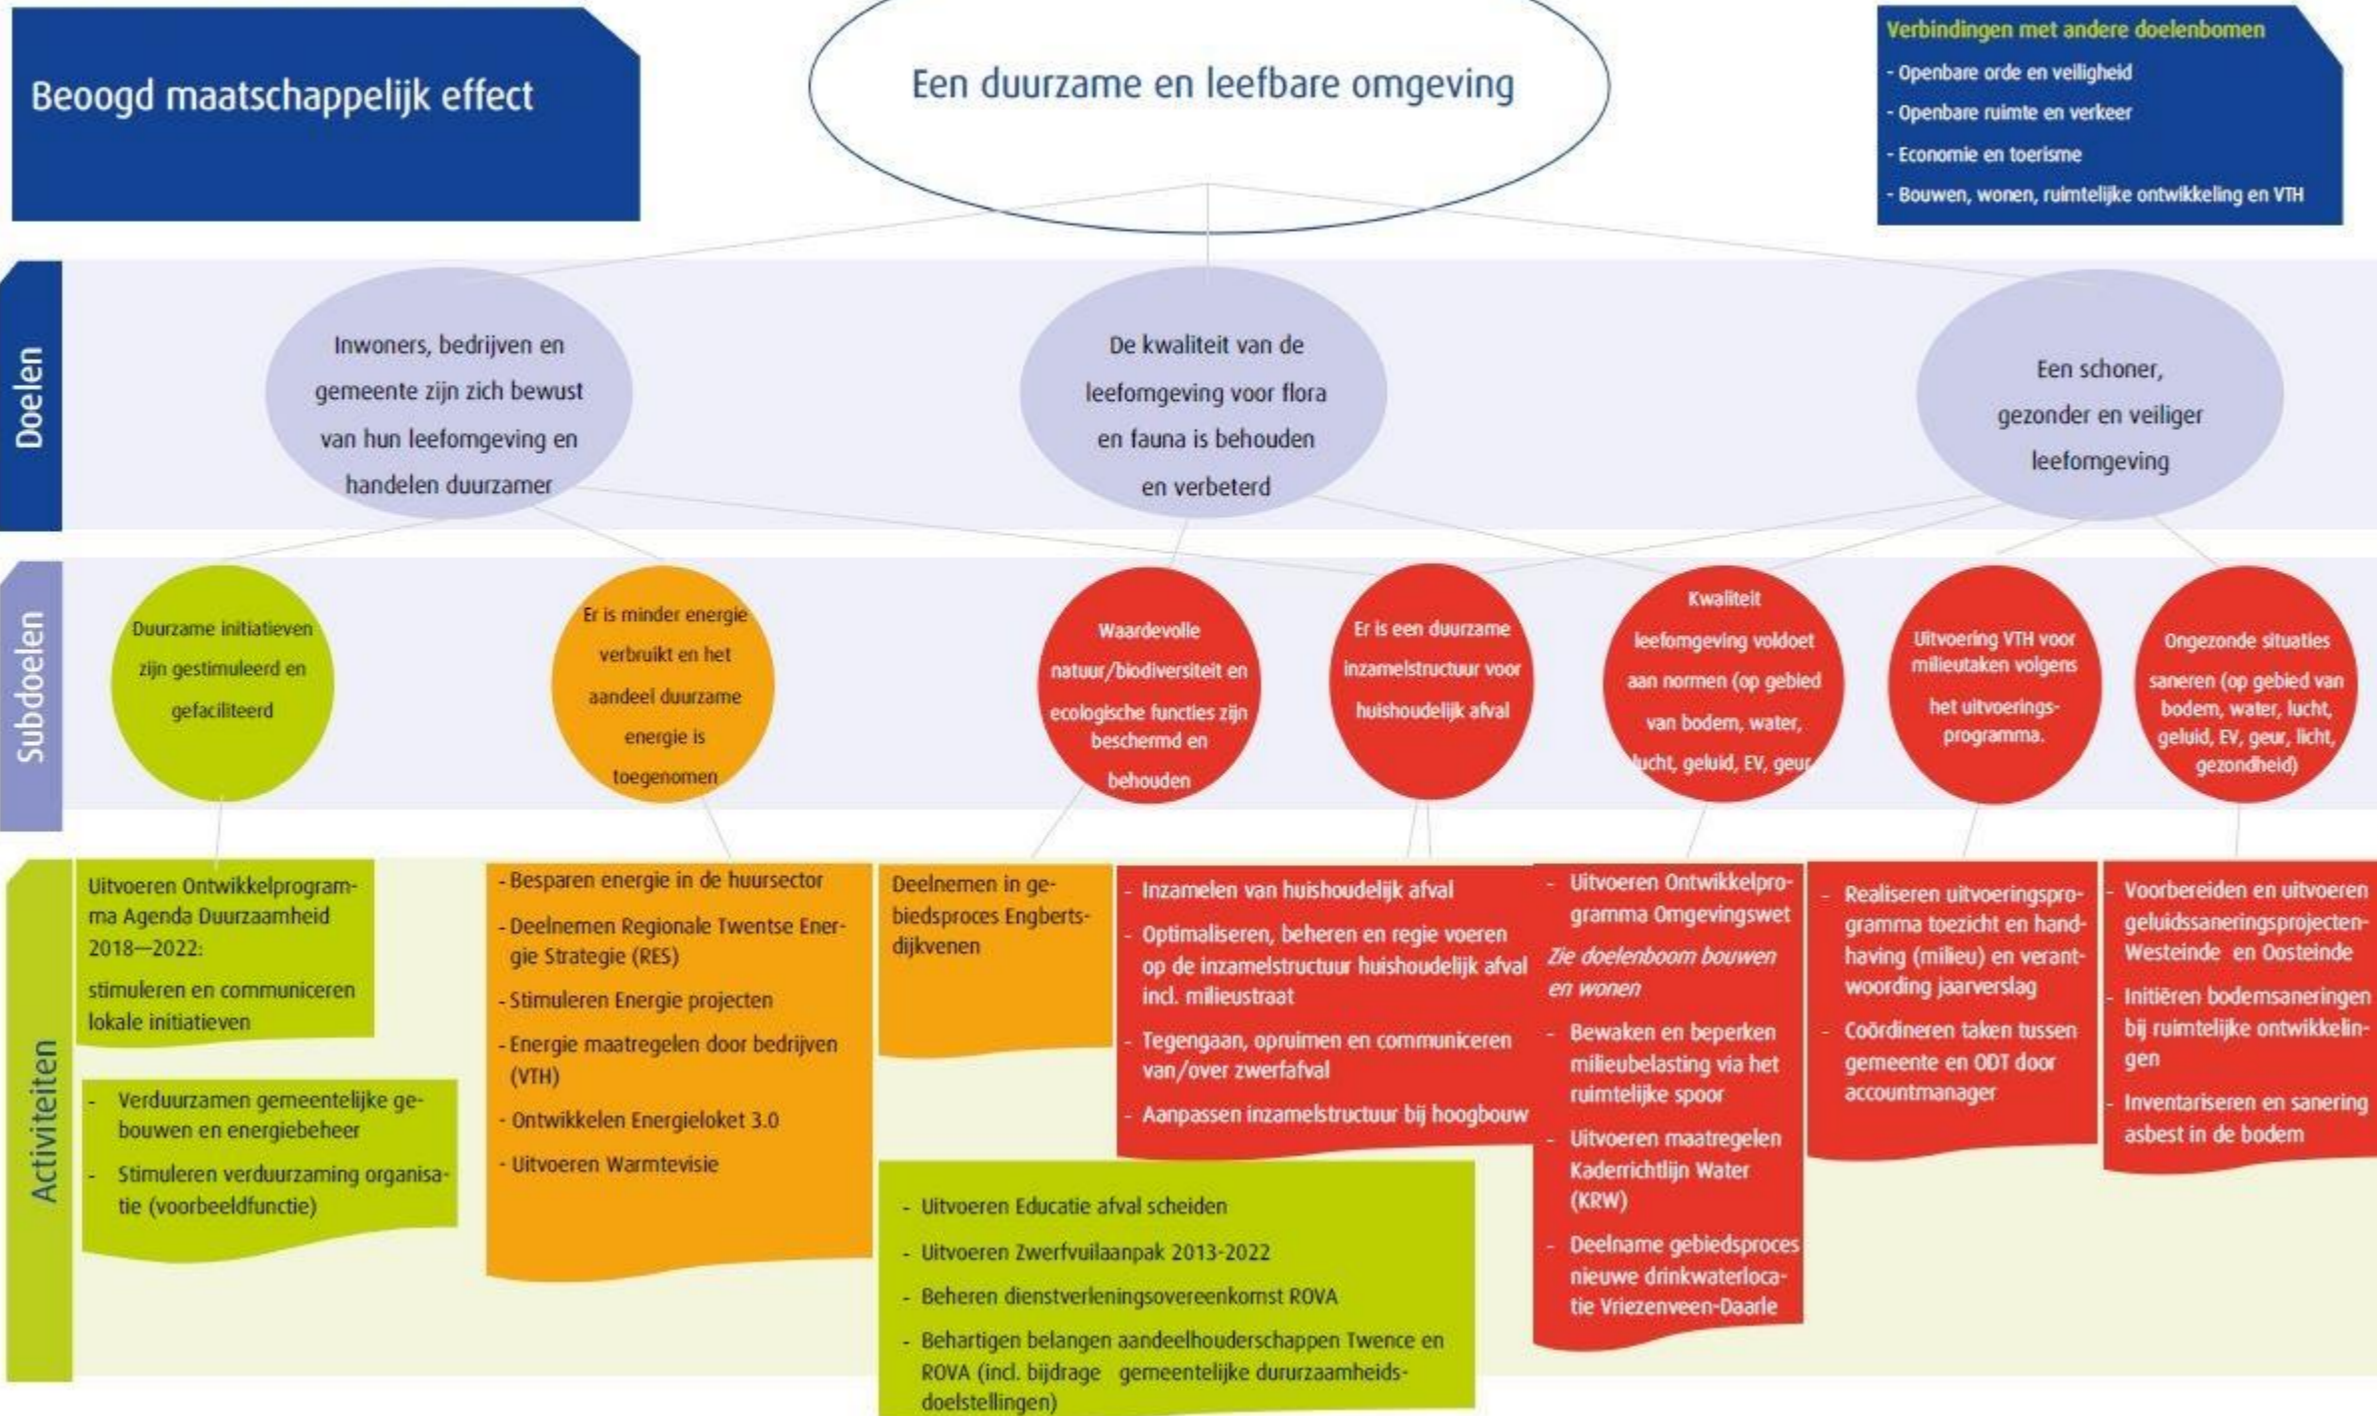 Beoogd maatschappelijk effect
Een duurzame en leefbare omgeving
Verbindingen met andere doelenbomen
- Openbare orde en veiligheid
- Openbare ruimte en verkeer
- Economie en toerisme
- Bouwen, wonen, ruimtelijke ontwikkeling en VTH
Doelen
Inwoners, bedrijven en
gemeente zijn zich bewust
van hun leefomgeving en
handelen duurzamer
De kwaliteit van de
leefomgeving voor flora
en fauna is behouden
en verbeterd
Een schoner,
gezonder en veiliger
leefomgeving
Subdoelen
Duurzame initiatieven
zijn gestimuleerd en
gefaciliteerd
Er is minder energie
verbruikt en het
aandeel duurzame
energie is
toegenomen
Waardevolle
natuur/biodiversiteit en
ecologische functies zijn
beschermd en
behouden
Er is een duurzame
inzamelstructuur voor
huishoudelijk afval
Kwaliteit
leefomgeving voldoet
aan normen (op gebied
van bodem, water,
lucht, geluid, EV, geur
Uitvoering VTH voor
milieutaken volgens
het uitvoerings-
programma.
Ongezonde situaties
saneren (op gebied van
bodem, water, lucht,
geluid, EV, geur, licht,
gezondheid)
Activiteiten
Uitvoeren Ontwikkelprogram-
ma Agenda Duurzaamheid
2018—2022:
stimuleren en communiceren
lokale initiatieven
- Verduurzamen gemeentelijke ge-
bouwen en energiebeheer
- Stimuleren verduurzaming organisa-
tie (voorbeeldfunctie)
- Besparen energie in de huursector
- Deelnemen Regionale Twentse Ener-
gie Strategie (RES)
- Stimuleren Energie projecten
- Energie maatregelen door bedrijven
(VTH)
- Ontwikkelen Energieloket 3.0
- Uitvoeren Warmtevisie
Deelnemen in ge-
biedsproces Engberts-
dijkvenen
- Inzamelen van huishoudelijk afval
- Optimaliseren, beheren en regie voeren
op de inzamelstructuur huishoudelijk afval
incl. milieustraat
- Tegengaan, opruimen en communiceren
van/over zwerfafval
- Aanpassen inzamelstructuur bij hoogbouw
- Uitvoeren Educatie afval scheiden
- Uitvoeren Zwerfvuilaanpak 2013-2022
- Beheren dienstverleningsovereenkomst ROVA
- Behartigen belangen aandeelhouderschappen Twence en
ROVA (incl. bijdrage gemeentelijke dururzaamheids-
doelstellingen)
- Uitvoeren Ontwikkelpro-
gramma Omgevingswet
Zie doelenboom bouwen
en wonen
- Bewaken en beperken
milieubelasting via het
ruimtelijke spoor
- Uitvoeren maatregelen
Kaderrichtlijn Water
(KRW)
- Deelname gebiedsproces
nieuwe drinkwaterloca-
tie Vriezenveen-Daarle
- Realiseren uitvoeringspro-
gramma toezicht en hand-
having (milieu) en verant-
woording jaarverslag
- Coördineren taken tussen
gemeente en ODT door
accountmanager
- Voorbereiden en uitvoeren
geluidssaneringsprojecten-
Westeinde en Oosteinde
- Initiëren bodemsaneringen
bij ruimtelijke ontwikkelin-
gen
- Inventariseren en sanering
asbest in de bodem